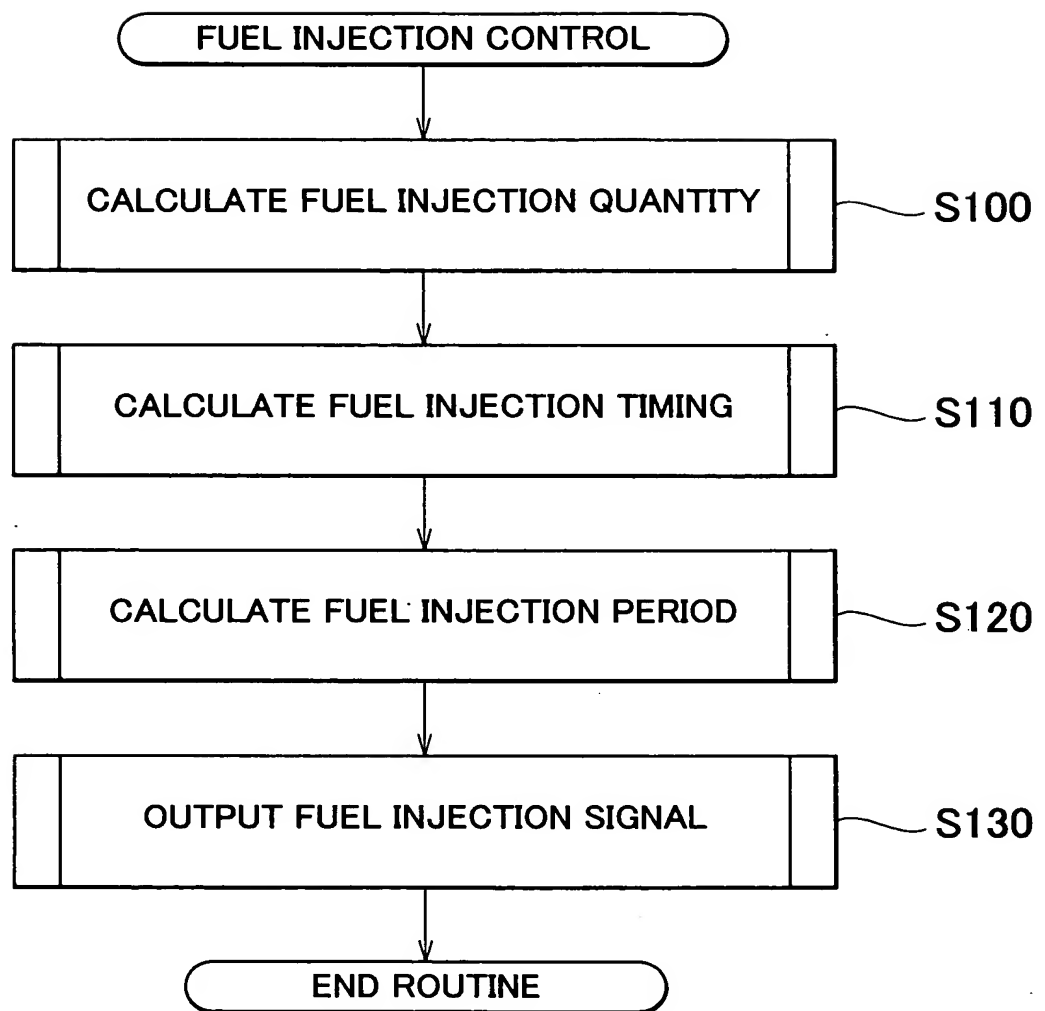 FUEL INJECTION CONTROL
CALCULATE FUEL INJECTION QUANTITY
S100
CALCULATE FUEL INJECTION TIMING
S110
CALCULATE FUEL INJECTION PERIOD
S120
OUTPUT FUEL INJECTION SIGNAL
S130
END ROUTINE